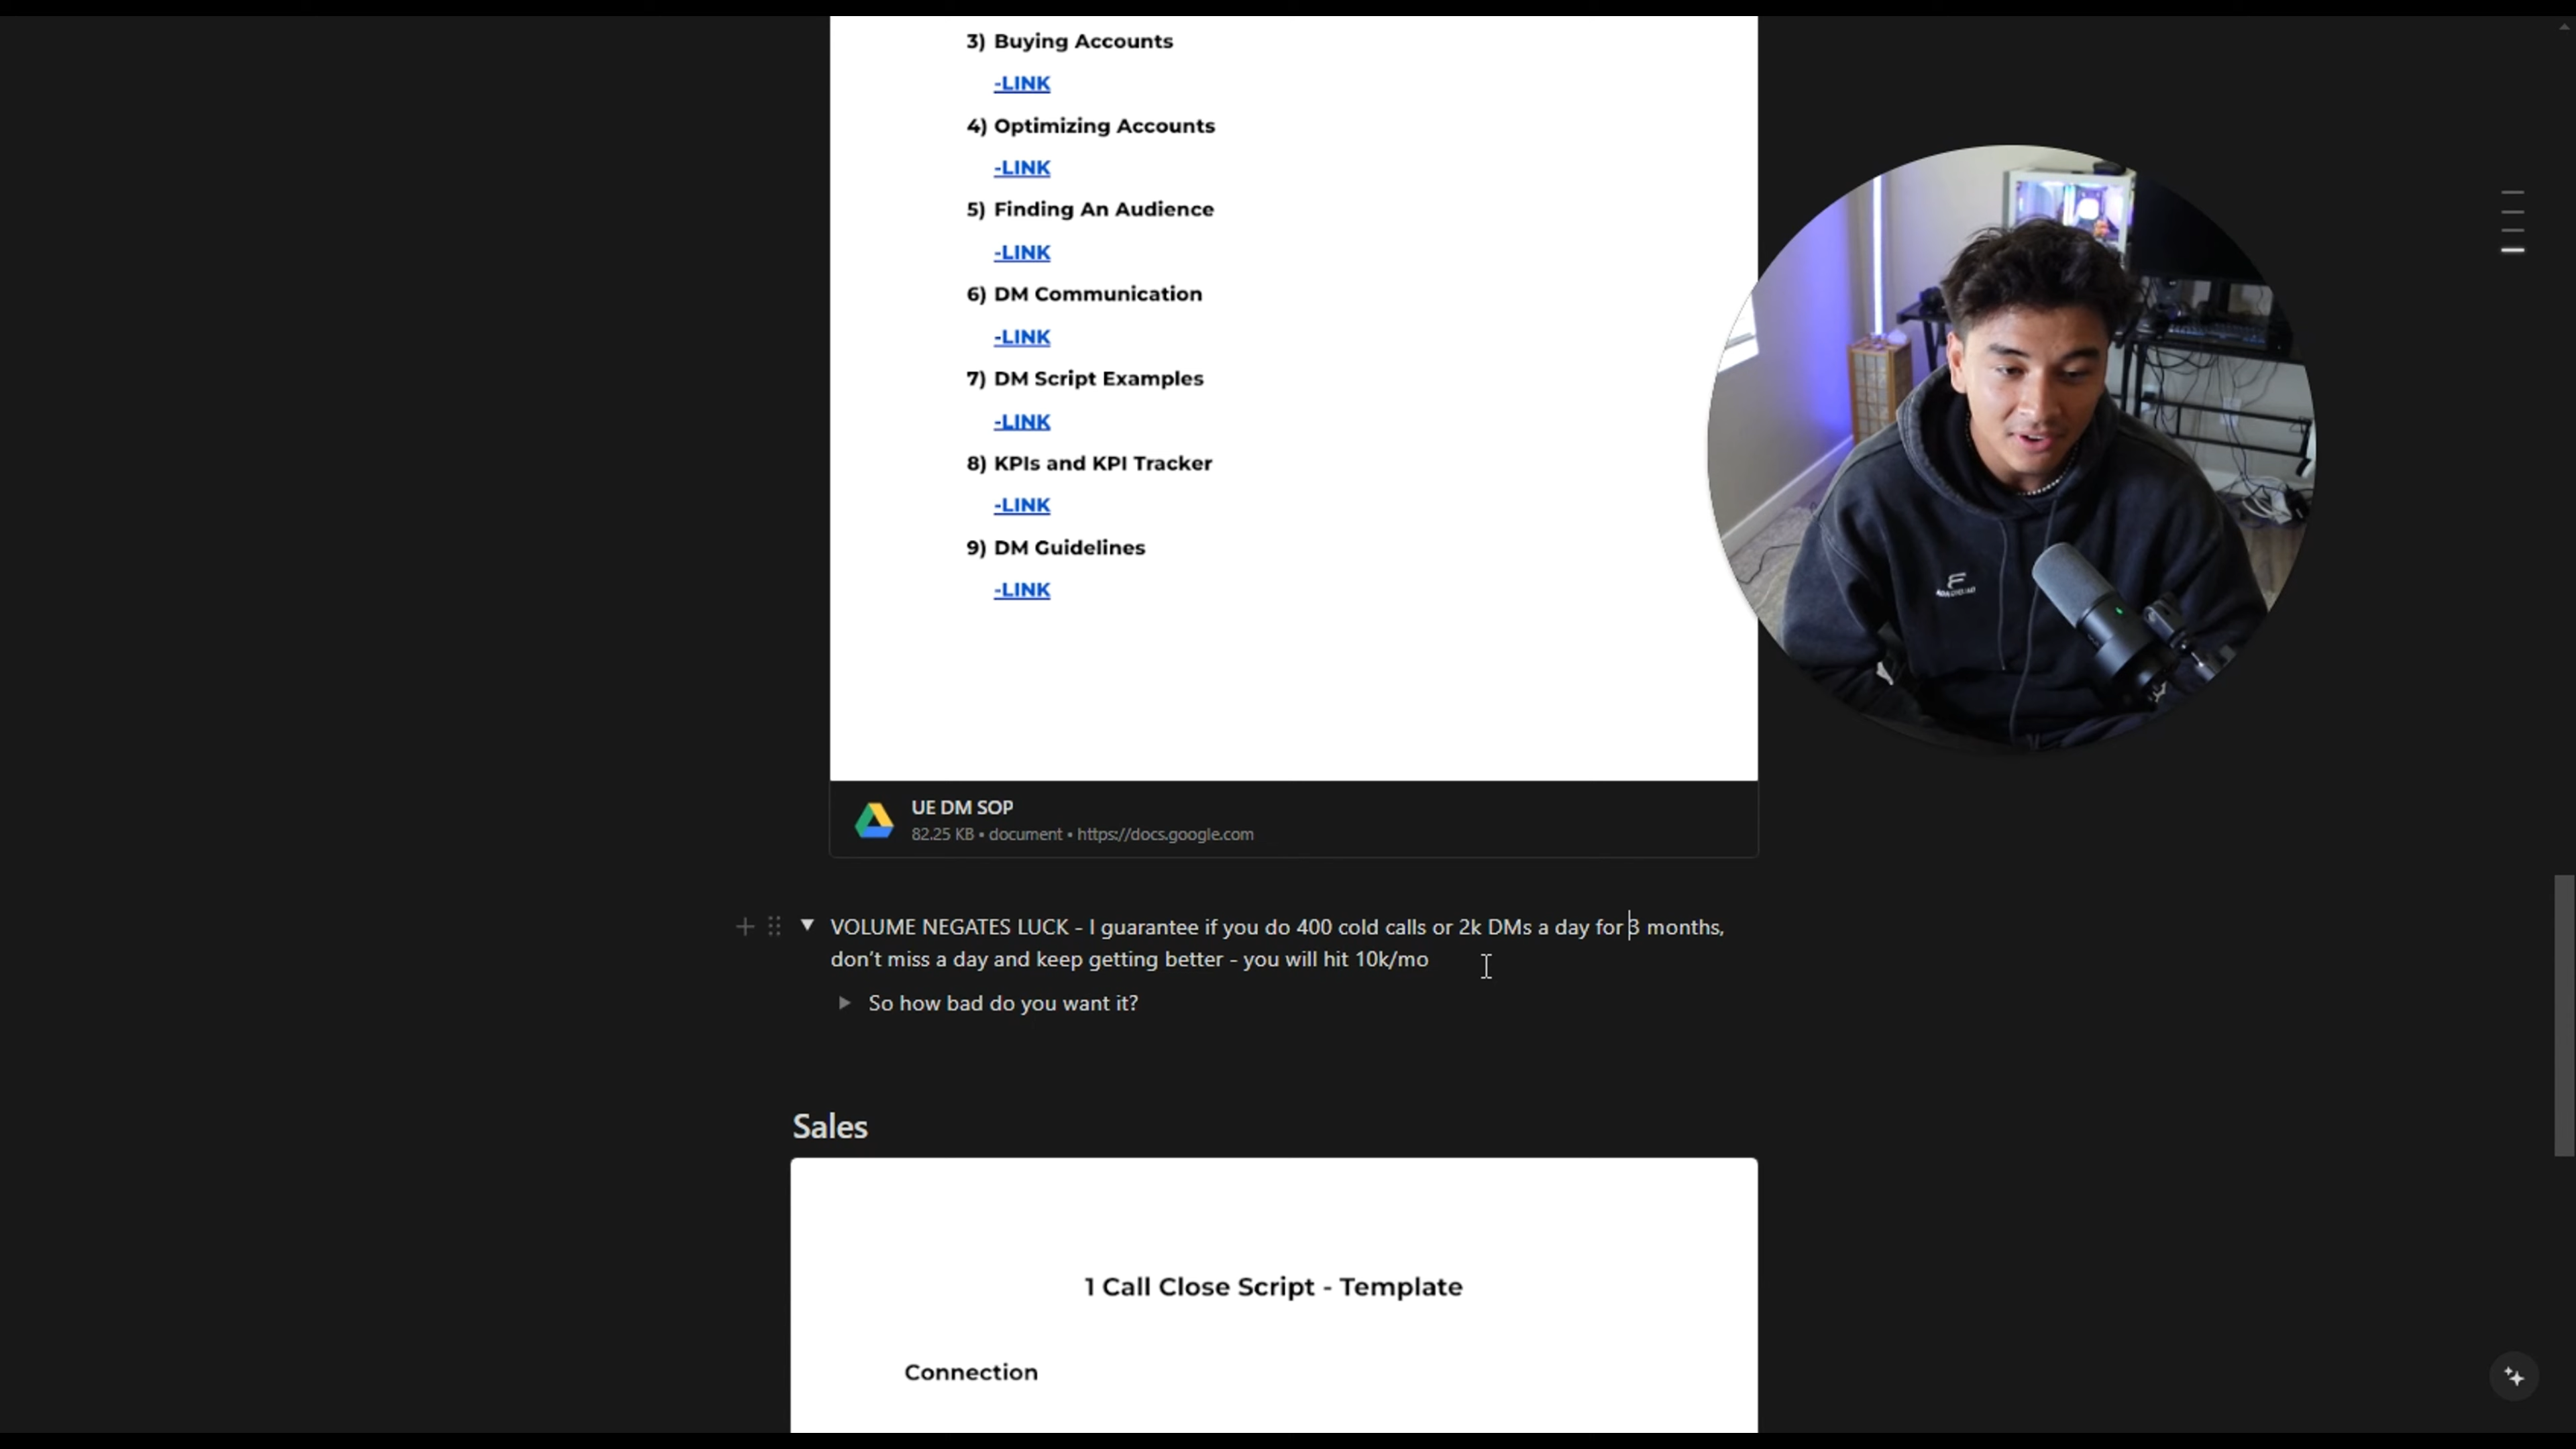 3) Buying Accounts
-LINK
4) Optimizing Accounts
-LINK
5) Finding An Audience
-LINK
6) DM Communication
-LINK
7) DM Script Examples
-LINK
8) KPIs and KPI Tracker
-LINK
9) DM Guidelines
-LINK
UE DM SOP
82.25 KB • document • https://docs.google.com
VOLUME NEGATES LUCK - I guarantee if you do 400 cold calls or 2k DMs a day for 3 months,
don’t miss a day and keep getting better - you will hit 10k/mo
So how bad do you want it?
Sales
1 Call Close Script - Template
Connection